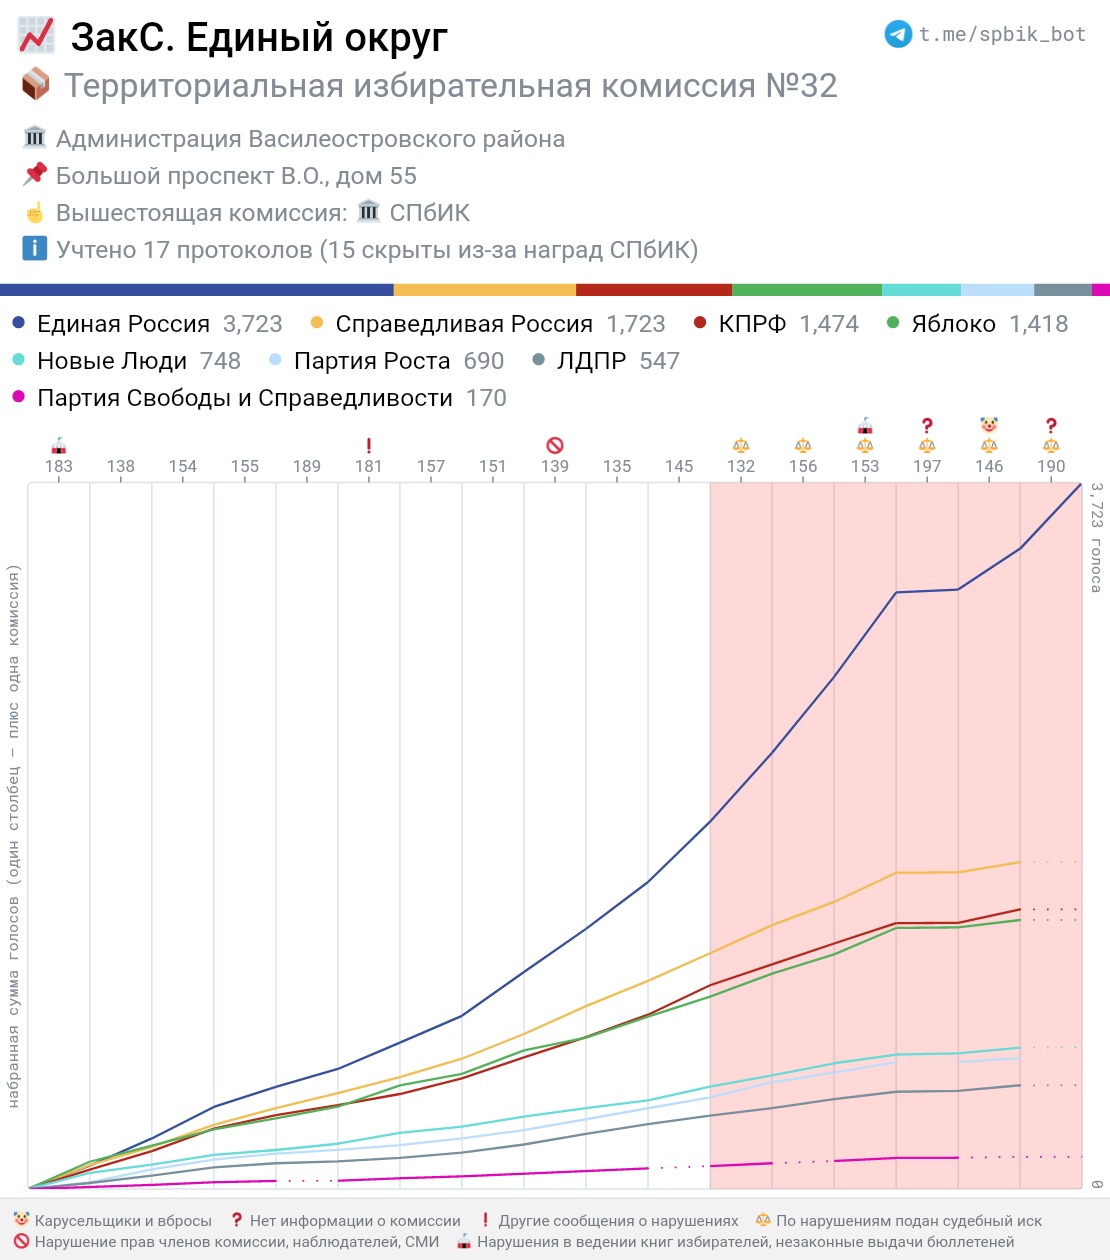 ЗакС. Единый округ
t.me/spbik_bot
Территориальная избирательная комиссия №32
Администрация Василеостровского района
Большой проспект В.О., дом 55
Вышестоящая комиссия: СПбИК
Учтено 17 протоколов (15 скрыты из-за наград СПбИК)
Единая Россия 3,723 Справедливая Россия 1,723 КПРФ 1,474 Яблоко 1,418
Новые Люди 748 Партия Роста 690 ЛДПР 547
Партия Свободы и Справедливости 170
183 138 154 155 189 181 157 151 139 135 145 132 156 153 197 146 190
3,723 голоса
0
набранная сумма голосов (один столбец – плюс одна комиссия)
Карусельщики и вбросы Нет информации о комиссии Другие сообщения о нарушениях По нарушениям подан судебный иск
Нарушение прав членов комиссии, наблюдателей, СМИ Нарушения в ведении книг избирателей, незаконные выдачи бюллетеней